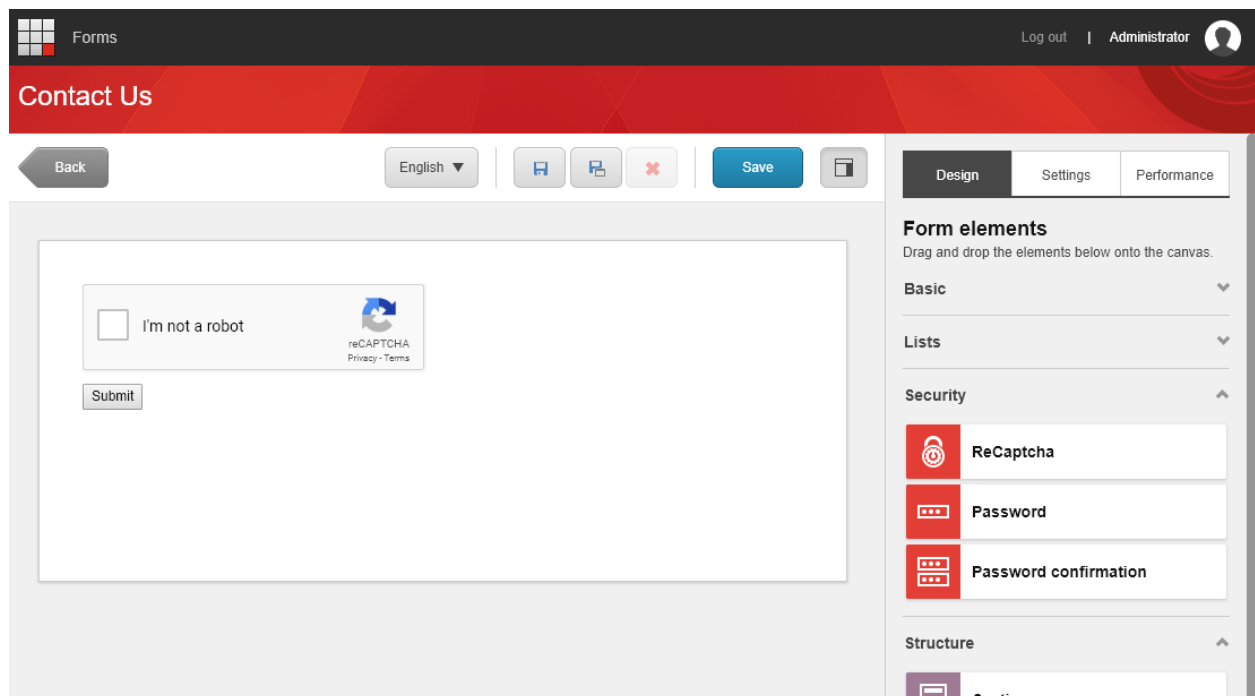 Forms
Log out | Administrator
Contact Us
Back
English
Save
Design
Settings
Performance
Form elements
Drag and drop the elements below onto the canvas.
Basic
Lists
Security
ReCaptcha
Password
Password confirmation
Structure
I'm not a robot
reCAPTCHA
Privacy - Terms
Submit